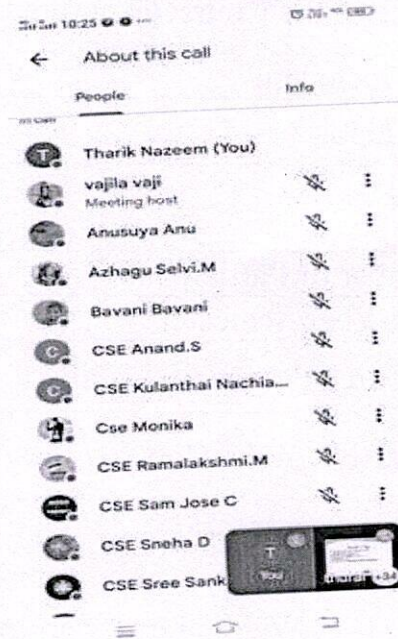 10:25
About this call
People
Info
Tharik Nazeem (You)
vajila vaji
Meeting host
Anusuya Anu
Azhagu Selvi.M
Bavani Bavani
CSE Anand.S
CSE Kulanthai Nachia...
Cse Monika
CSE Ramalakshmi.M
CSE Sam Jose C
CSE Sneha D
CSE Sree Sank
T
You
+34